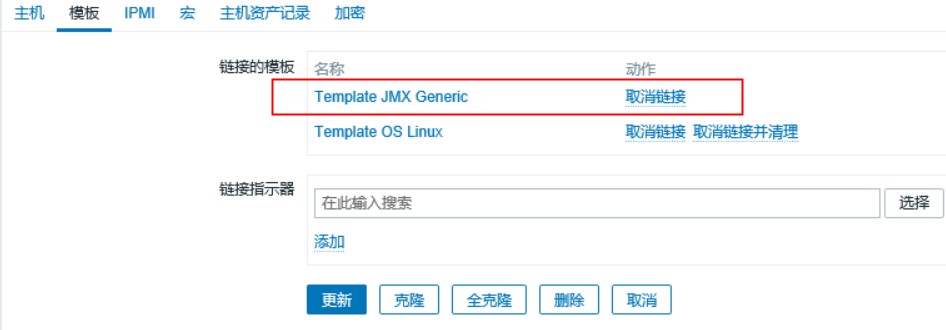 主机 模板 IPMI 宏 主机资产记录 加密
链接的模板 名称 动作
Template JMX Generic 取消链接
Template OS Linux 取消链接 取消链接并清理
链接指示器
在此输入搜索 选择
添加
更新 克隆 全克隆 删除 取消